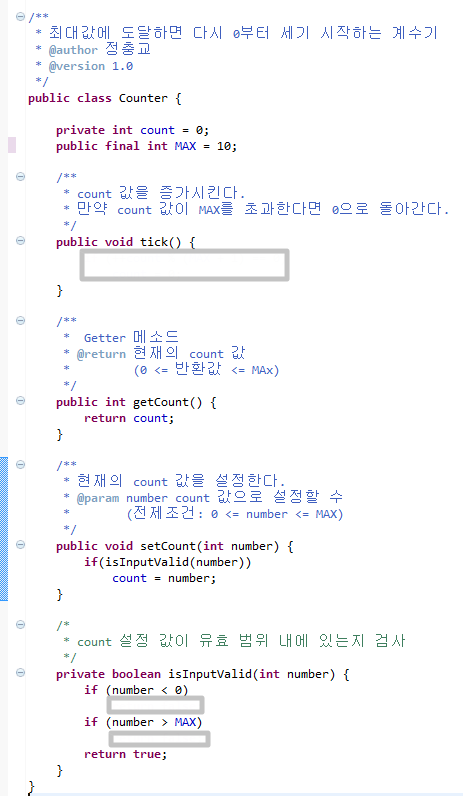 /**
 * 최대값에 도달하면 다시 0부터 세기 시작하는 계수기
 * @author 정충교
 * @version 1.0
 */
public class Counter {
    private int count = 0;
    public final int MAX = 10;
    /**
     * count 값을 증가시킨다.
     * 만약 count 값이 MAX를 초과한다면 0으로 돌아간다.
     */
    public void tick() {
    }
    /**
     *  Getter 메소드
     * @return 현재의 count 값
     *         (0 <= 반환값 <= MAx)
     */
    public int getCount() {
        return count;
    }
    /**
     * 현재의 count 값을 설정한다.
     * @param number count 값으로 설정할 수
     *        (전제조건: 0 <= number <= MAX)
     */
    public void setCount(int number) {
        if(isInputValid(number))
            count = number;
    }
    /*
     * count 설정 값이 유효 범위 내에 있는지 검사
     */
    private boolean isInputValid(int number) {
        if (number < 0)
        if (number > MAX)
        return true;
    }
}